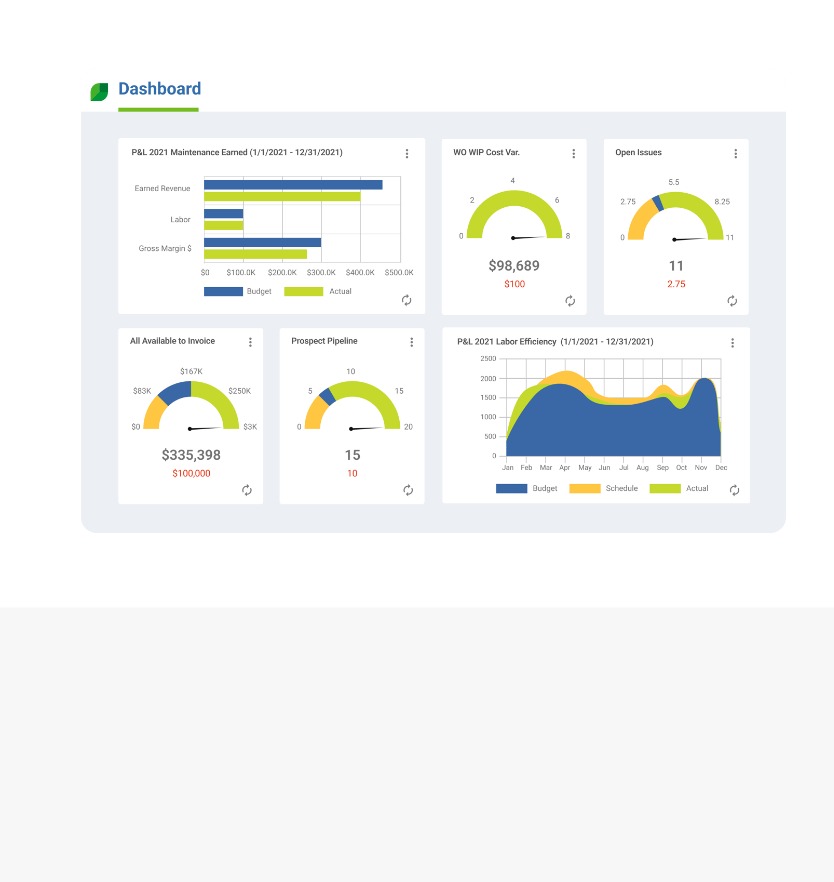 Dashboard
P&L 2021 Maintenance Earned (1/1/2021 - 12/31/2021)
Earned Revenue
Labor
Gross Margin $
$0 $100.0K $200.0K $300.0K $400.0K $500.0K
Budget Actual
WO WIP Cost Var.
4
2 6
0 8
$98,689
$100
Open Issues
5.5
2.75 8.25
0 11
11
2.75
All Available to Invoice
$167K
$83K $250K
$0 $3K
$335,398
$100,000
Prospect Pipeline
10
5 15
0 20
15
10
P&L 2021 Labor Efficiency (1/1/2021 - 12/31/2021)
2500
2000
1500
1000
500
0
Jan Feb Mar Apr May Jun Jul Aug Sep Oct Nov Dec
Budget Schedule Actual